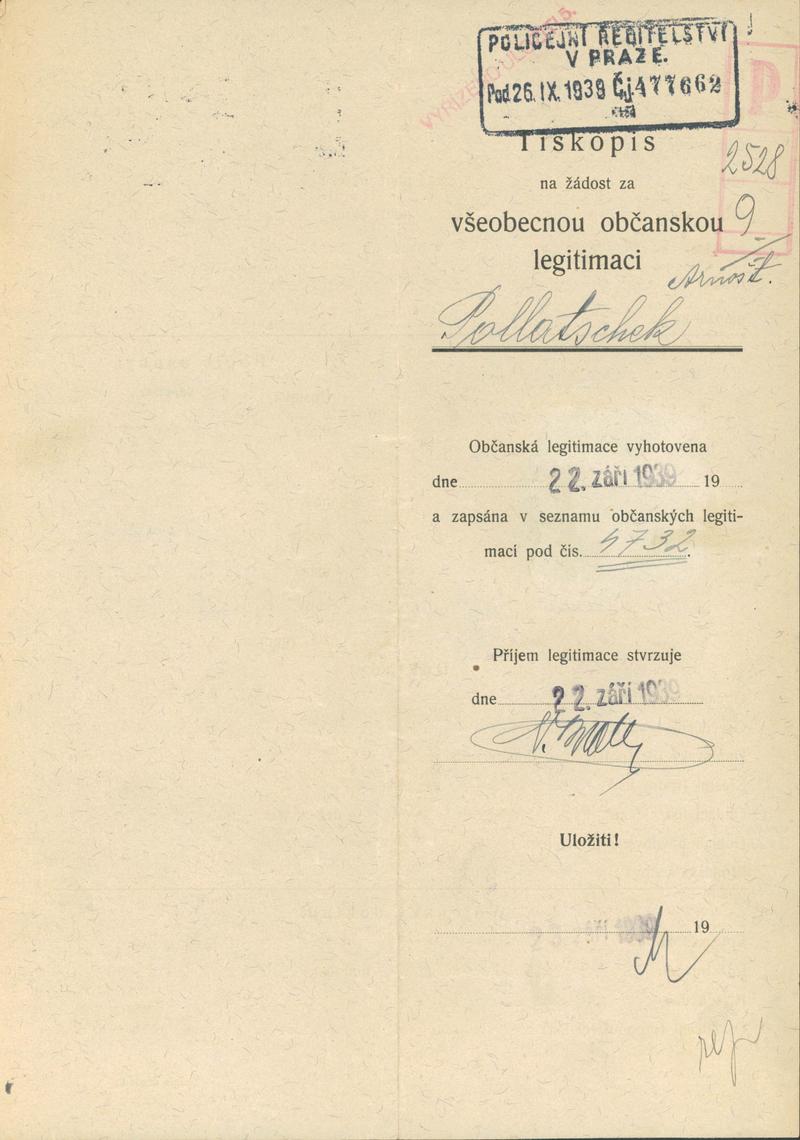 POLICEJNÍ ŘEDITELSTVÍ
V PRAZE.
Pod. 26. IX. 1939 Čj. 477662
P
Tiskopis
2528
na žádost za
všeobecnou občanskou
9
legitimaci
Arnošt.
Pollatschek
Občanská legitimace vyhotovena
dne 22. září 1939 19
a zapsána v seznamu občanských legiti-
mací pod čís. 4732.
Příjem legitimace stvrzuje
dne 22. září 1939
Uložiti!
19